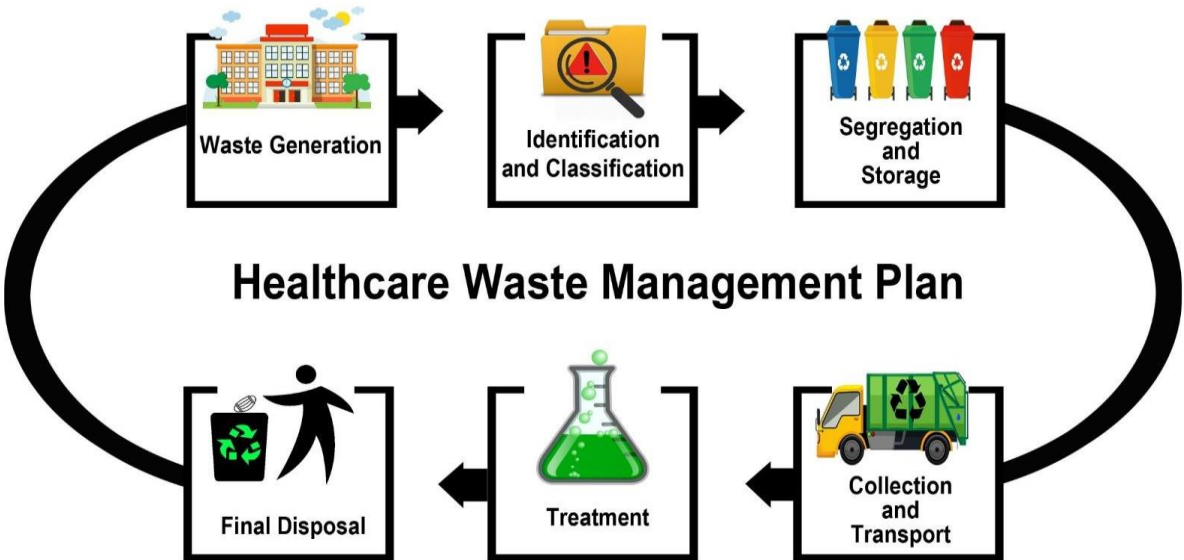 Waste Generation
Identification
and Classification
Segregation
and
Storage
Healthcare Waste Management Plan
Final Disposal
Treatment
Collection
and
Transport